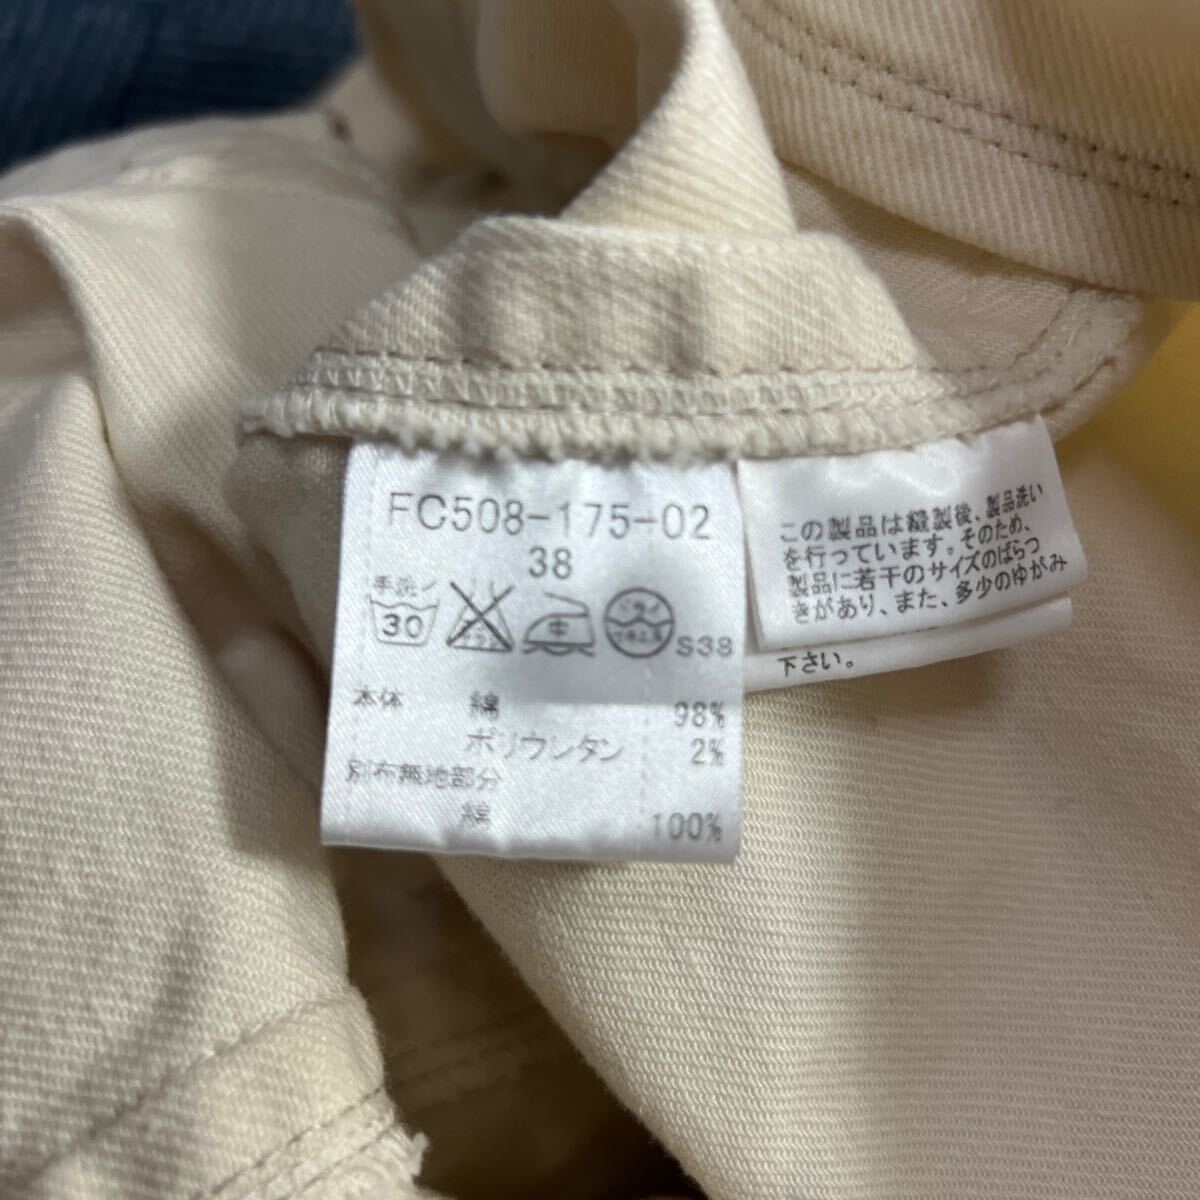 FC508-175-02
38
手洗イ
30
中
ドライ
S38
本体 綿 98%
ポリウレタン 2%
別布無地部分
綿 100%
この製品は縫製後、製品洗い
を行っています。そのため、
製品に若干のサイズのばらつ
きがあり、また、多少のゆがみ
下さい。